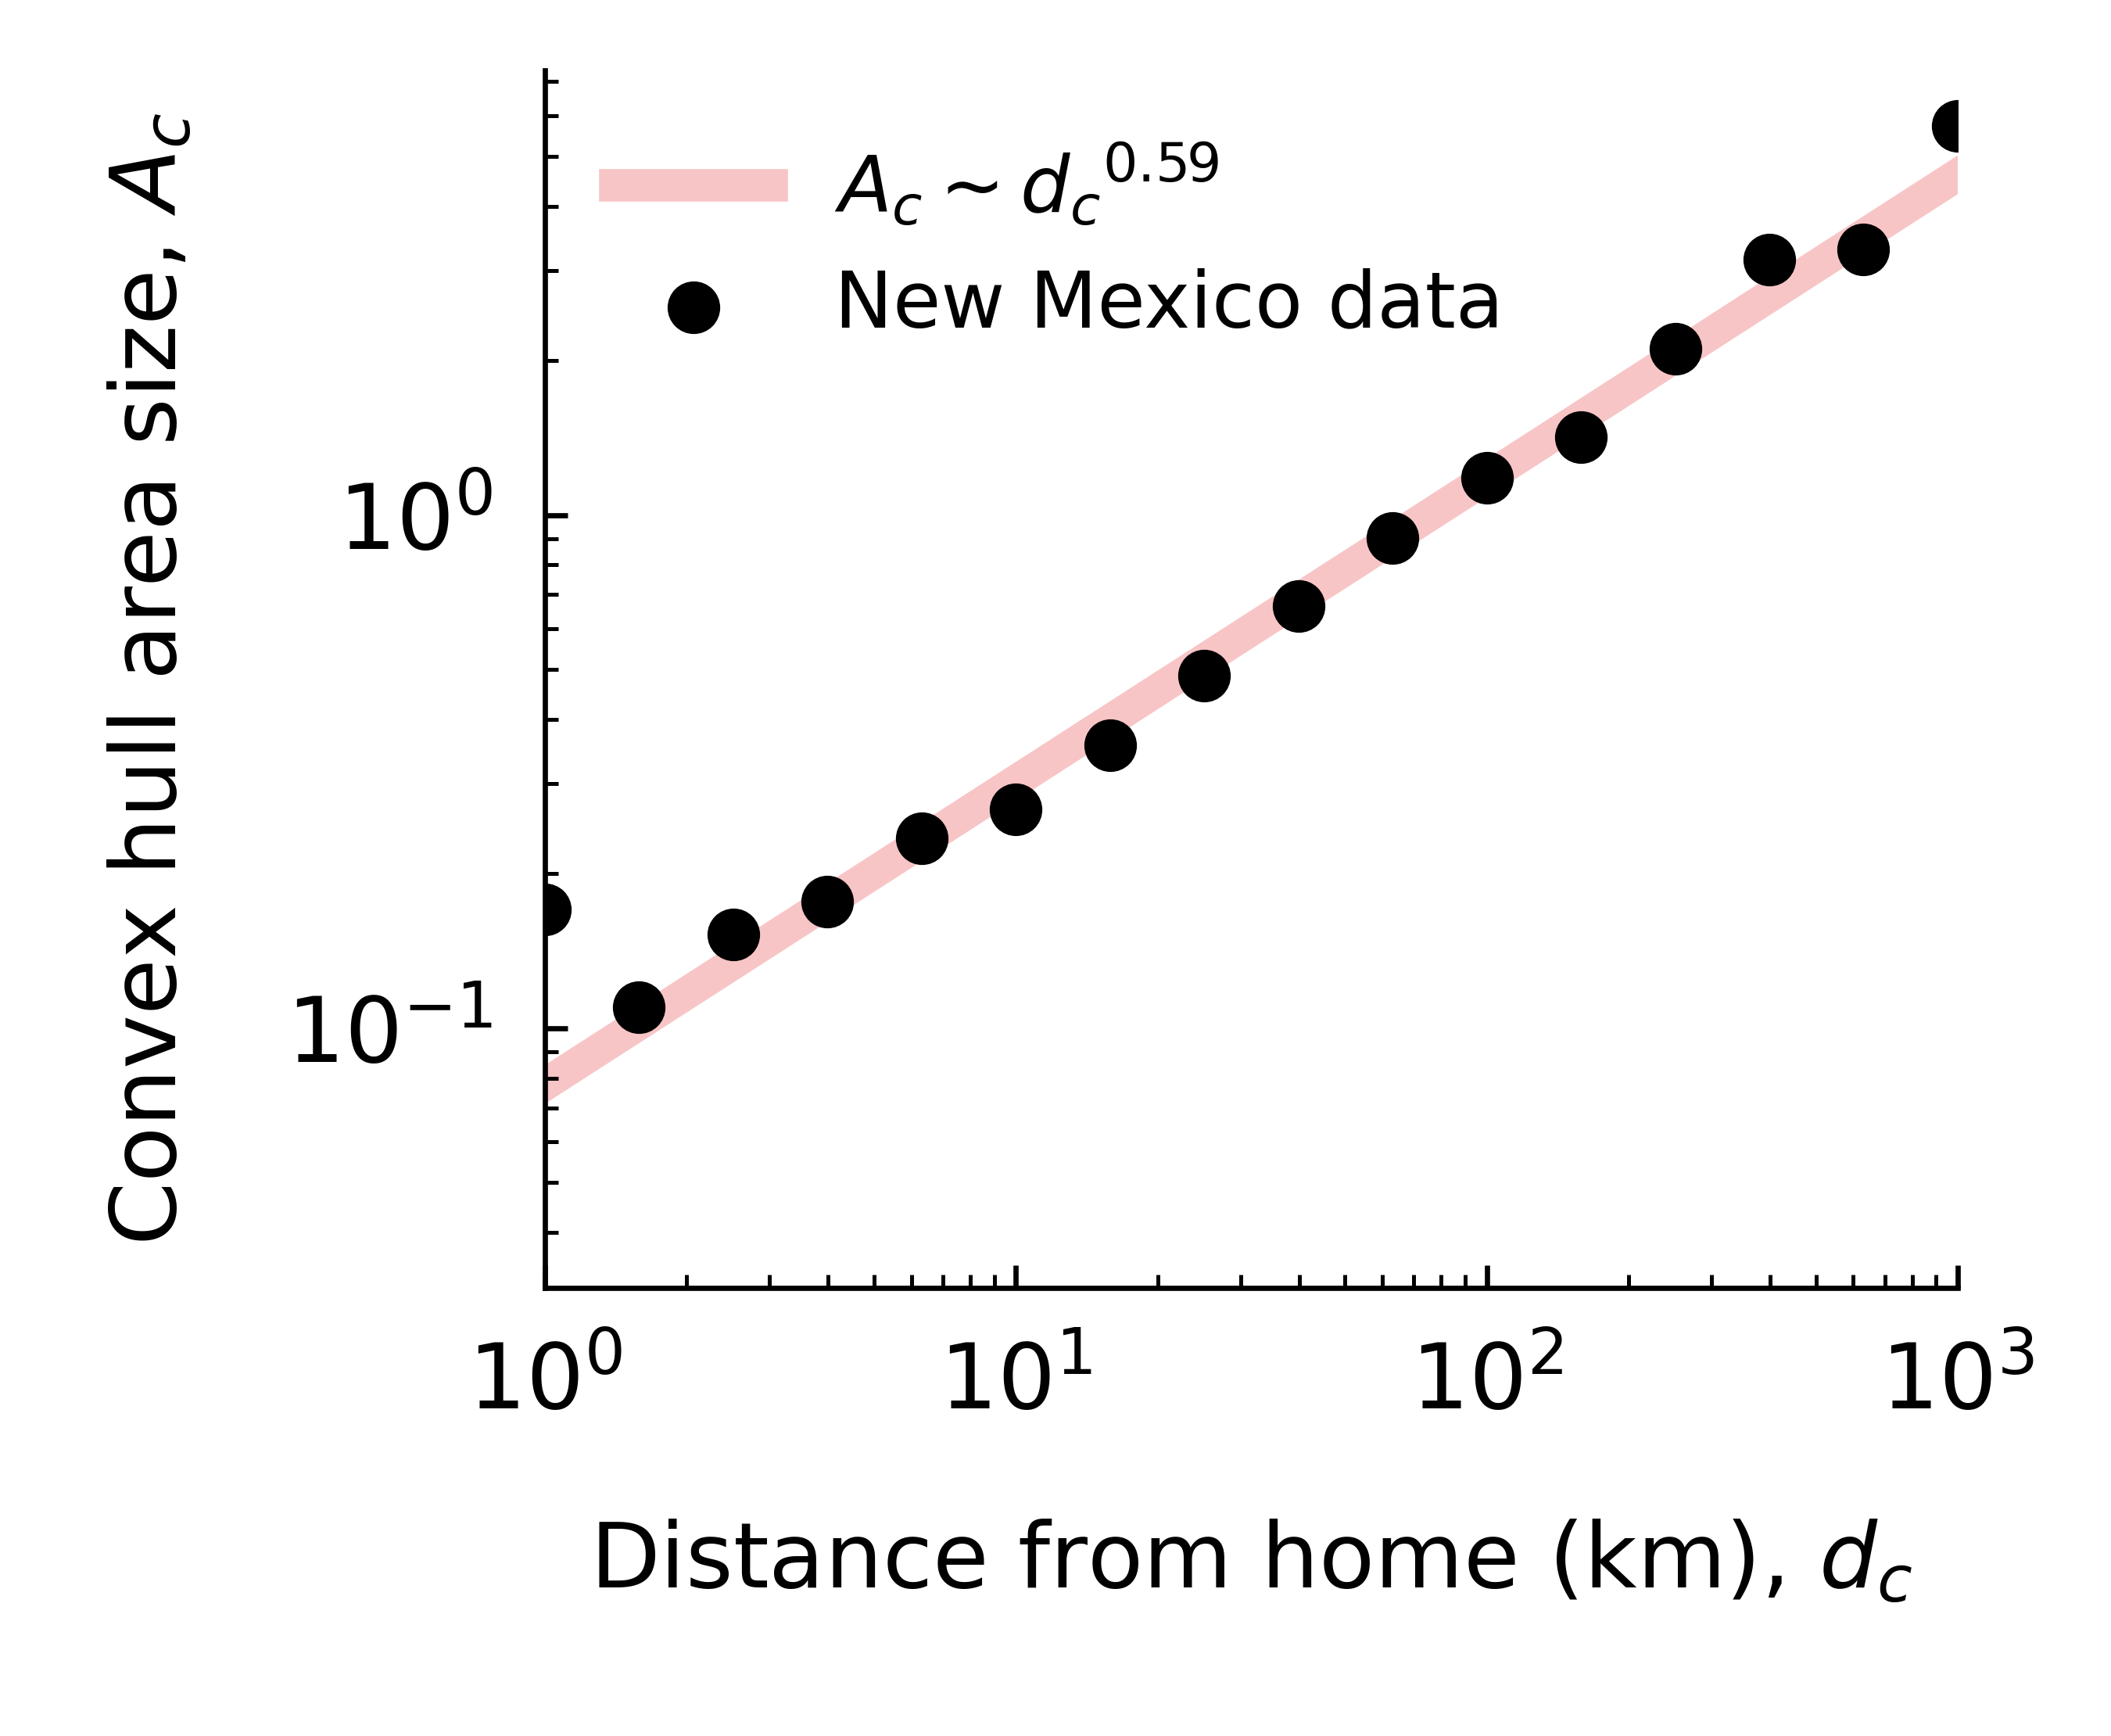 Convex hull area size, A_c
A_c ~ d_c^0.59
New Mexico data
10^0
10^−1
10^0 10^1 10^2 10^3
Distance from home (km), d_c